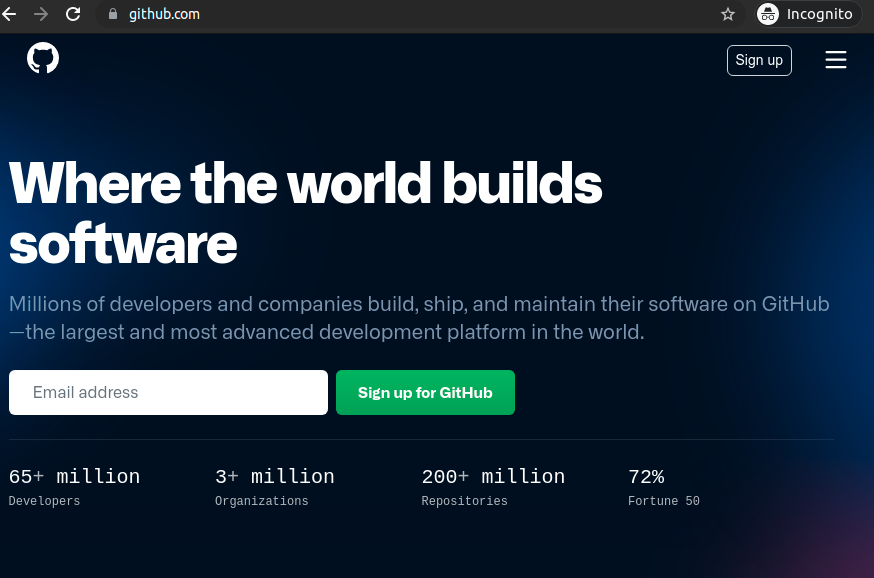 github.com
Incognito
Sign up
Where the world builds
software
Millions of developers and companies build, ship, and maintain their software on GitHub
—the largest and most advanced development platform in the world.
Email address
Sign up for GitHub
65+ million
3+ million
200+ million
72%
Developers
Organizations
Repositories
Fortune 50